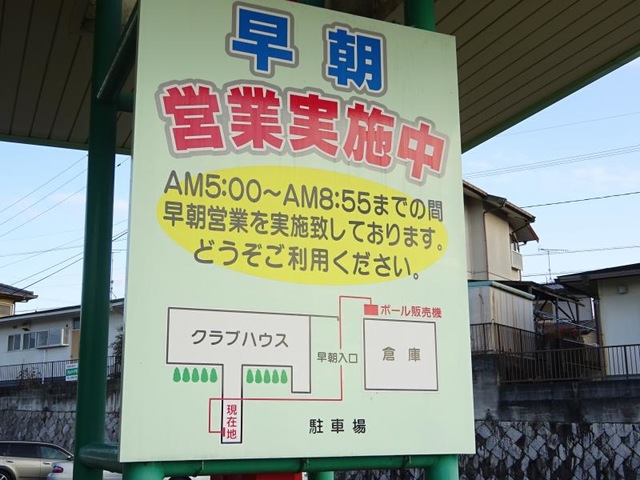 早朝
営業実施中
AM5:00～AM8:55までの間
早朝営業を実施致しております。
どうぞご利用ください。
ボール販売機
クラブハウス
早朝入口
倉庫
現在地
駐車場